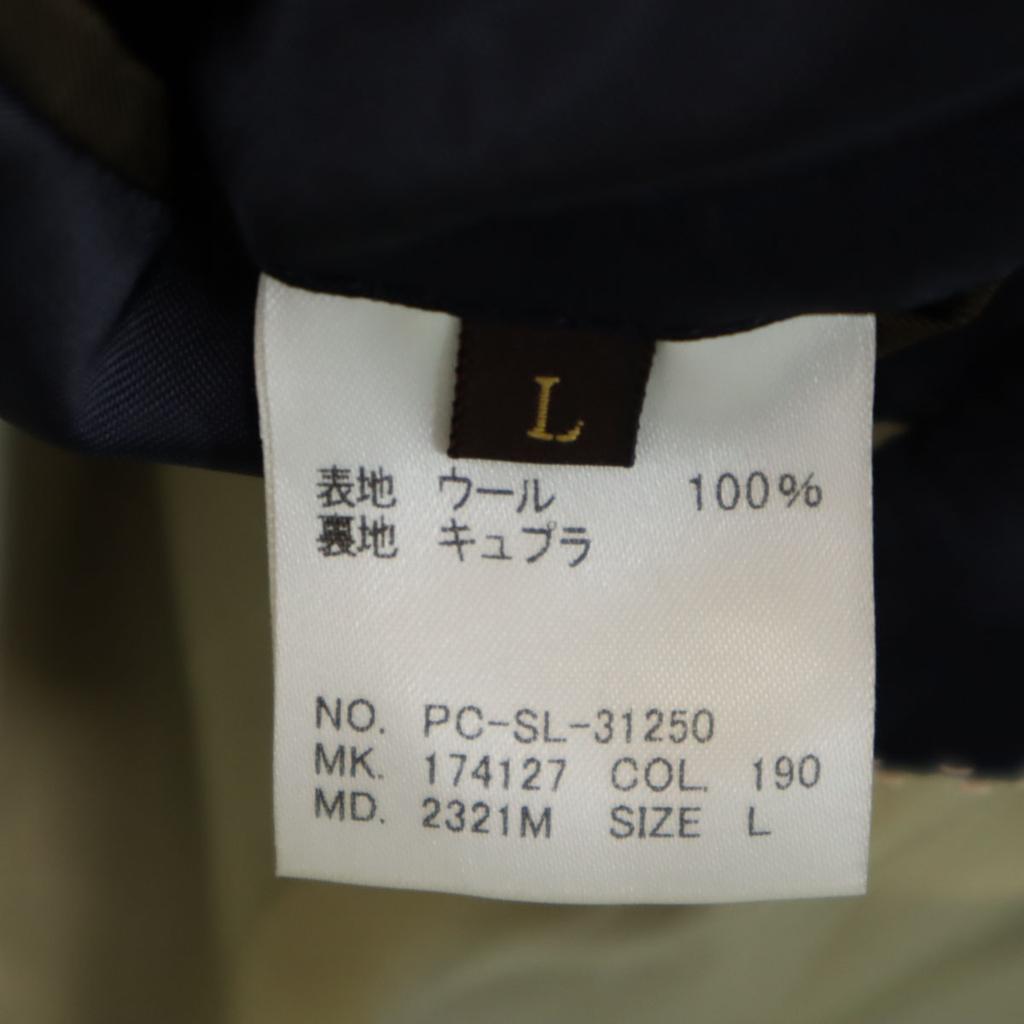 L
表地 ウール 100%
裏地 キュプラ
NO. PC-SL-31250
MK. 174127 COL. 190
MD. 2321M SIZE L